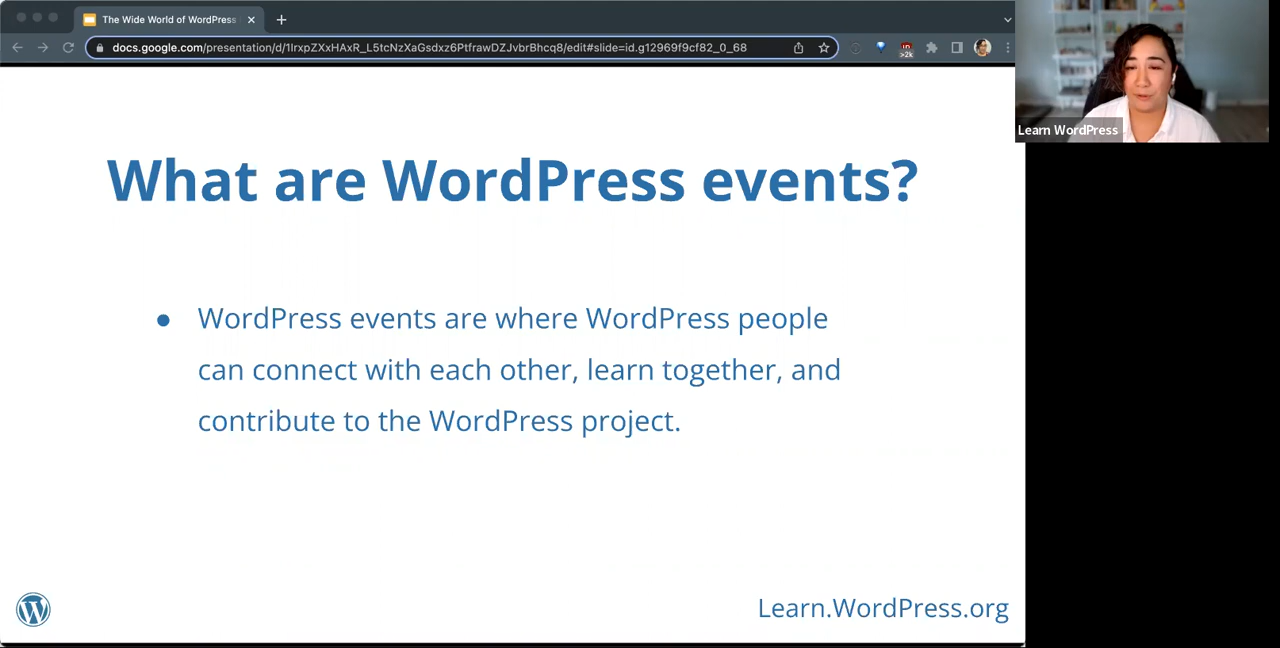 The Wide World of WordPress
docs.google.com/presentation/d/1IrxpZXxHAxR_L5tcNzXaGsdxz6PtfrawDZJvbrBhcq8/edit#slide=id.g12969f9cf82_0_68
>2k
Learn WordPress
What are WordPress events?
● WordPress events are where WordPress people
can connect with each other, learn together, and
contribute to the WordPress project.
Learn.WordPress.org